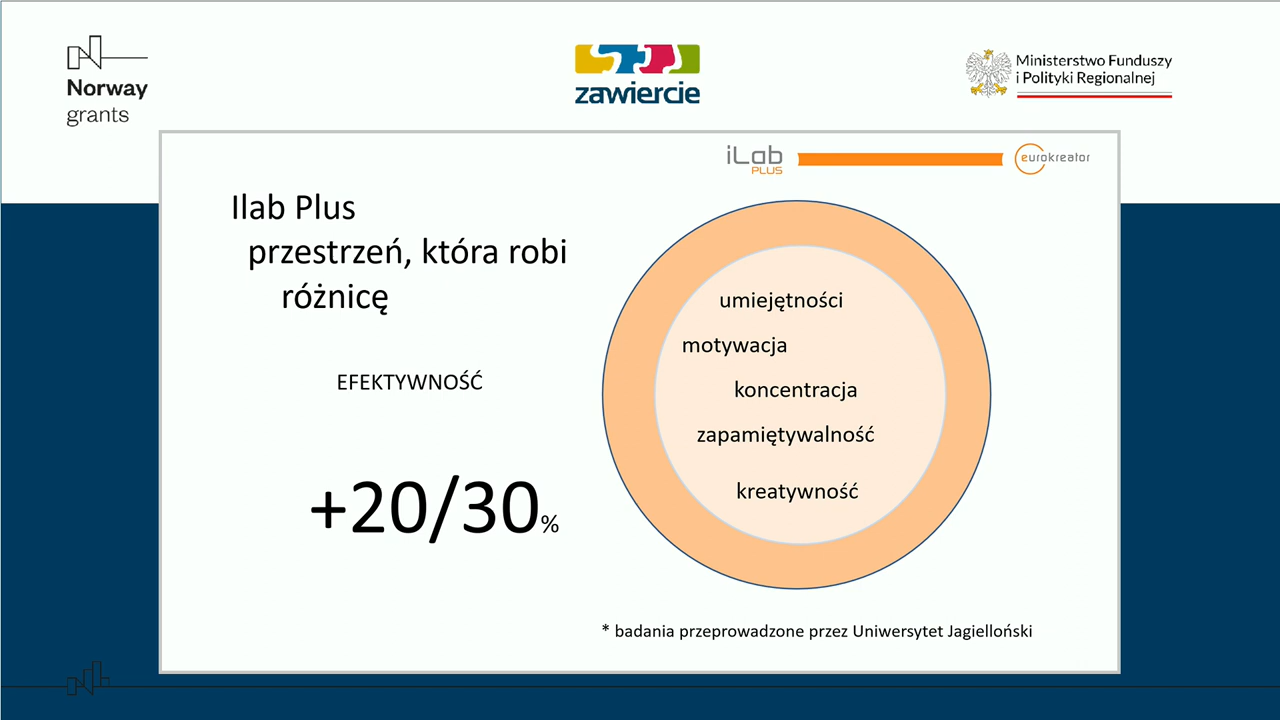 Norway
grants
zawiercie
Ministerstwo Funduszy
i Polityki Regionalnej
iLab
PLUS
eurokreator
Ilab Plus
przestrzeń, która robi
różnicę
EFEKTYWNOŚĆ
+20/30%
umiejętności
motywacja
koncentracja
zapamiętywalność
kreatywność
* badania przeprowadzone przez Uniwersytet Jagielloński